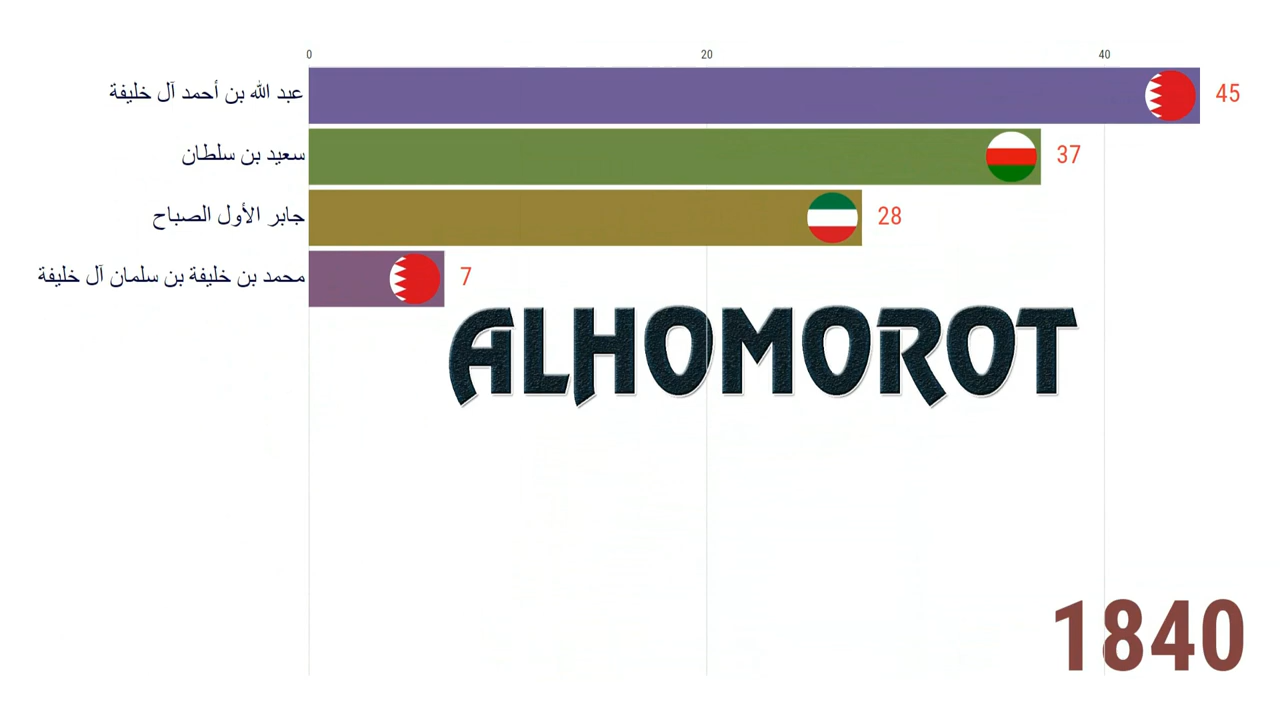 0 20 40
عبد الله بن أحمد آل خليفة 45
سعيد بن سلطان 37
جابر الأول الصباح 28
محمد بن خليفة بن سلمان آل خليفة 7
ALHOMOROT
1840